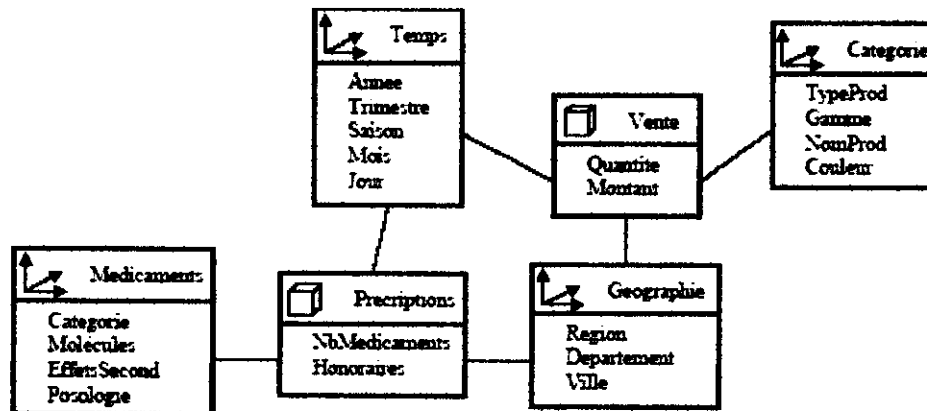 Temps
Annee
Trimestre
Saison
Mois
Jour
Categorie
TypeProd
Gamme
NomProd
Couleur
Vente
Quantite
Montant
Medicaments
Categorie
Molécules
EffetsSecond
Posologie
Precriptions
NbMedicaments
Honoraires
Geographie
Region
Departement
Ville